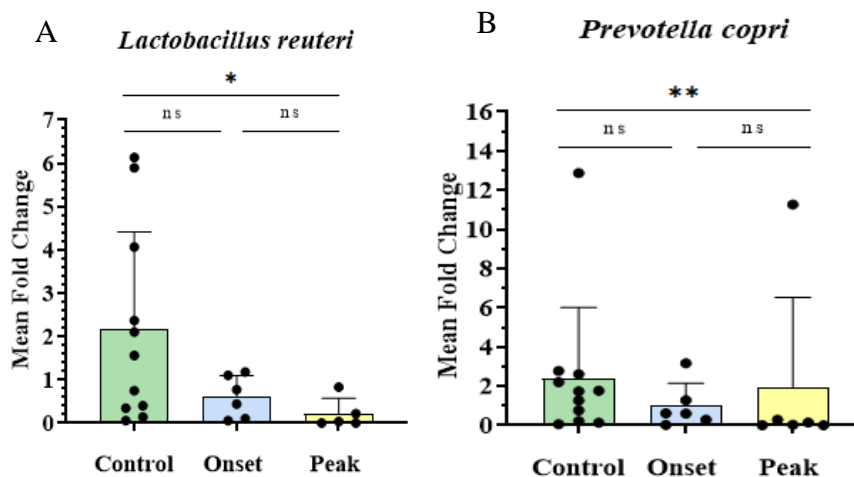 A
Lactobacillus reuteri
*
ns
ns
7
6
5
4
3
2
1
0
Mean Fold Change
Control Onset Peak
B
Prevotella copri
**
ns
ns
16
14
12
10
8
6
4
2
0
Mean Fold Change
Control Onset Peak